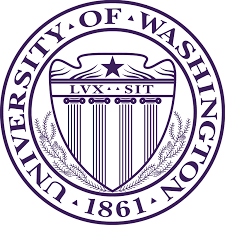 UNIVERSITY · OF · WASHINGTON
LVX SIT
· 1861 ·